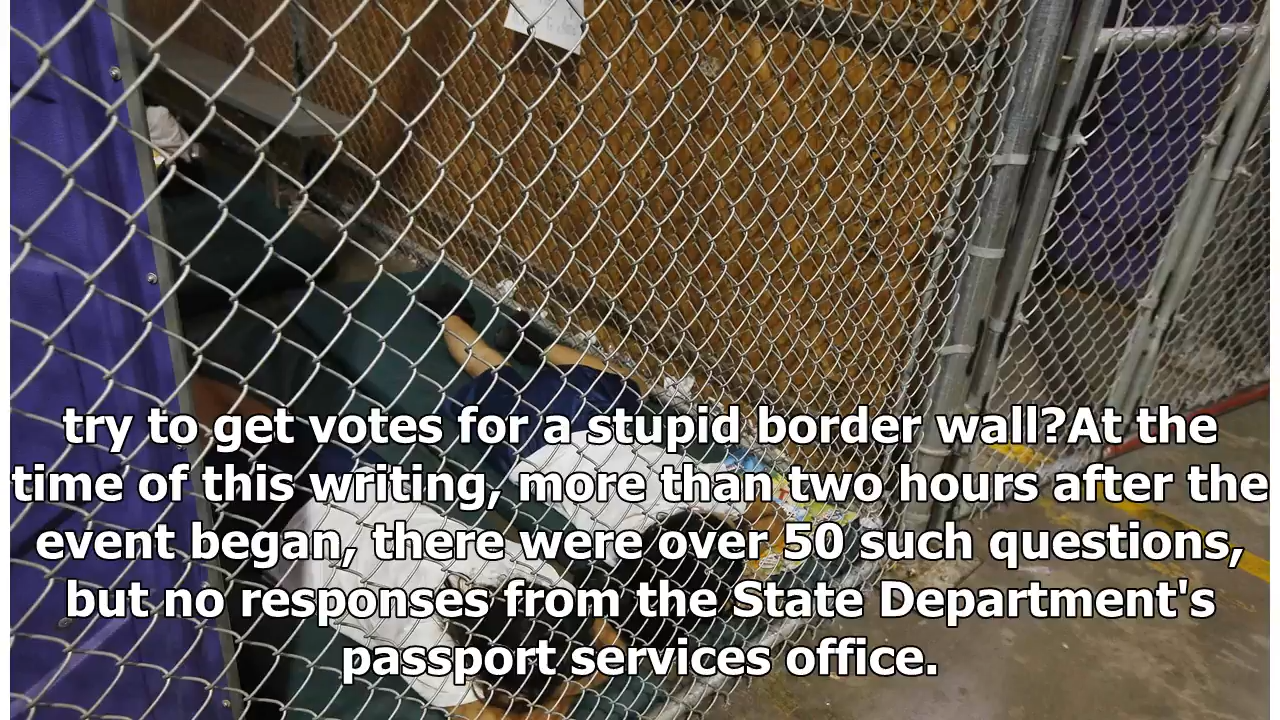 try to get votes for a stupid border wall?At the
time of this writing, more than two hours after the
event began, there were over 50 such questions,
but no responses from the State Department's
passport services office.